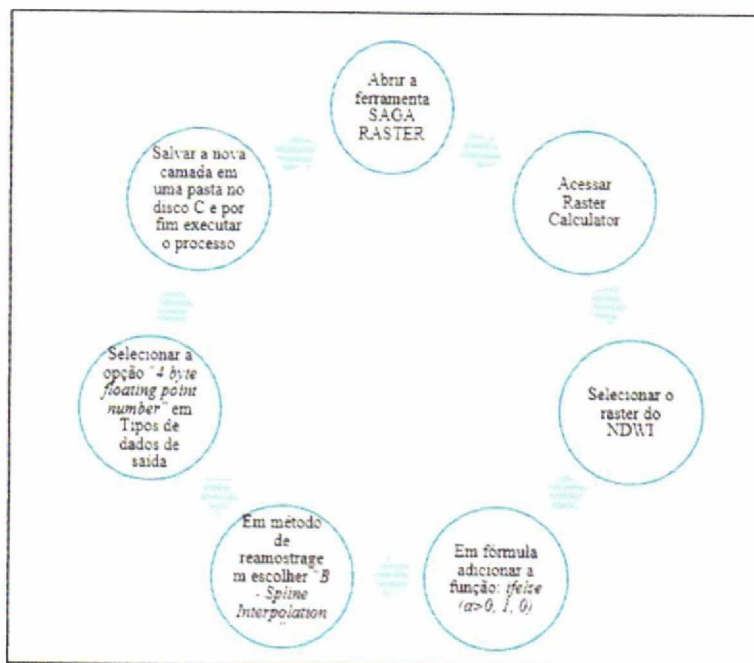 Abrir a
ferramenta
SAGA
RASTER
Acessar
Raster
Calculator
Selecionar o
raster do
NDWI
Em fórmula
adicionar a
função: ifelse
(a>0, 1, 0)
Em método
de
reamostrage
m escolher "B
- Spline
Interpolation
"
Selecionar a
opção "4 byte
floating point
number" em
Tipos de
dados de
saída
Salvar a nova
camada em
uma pasta no
disco C e por
fim executar
o processo